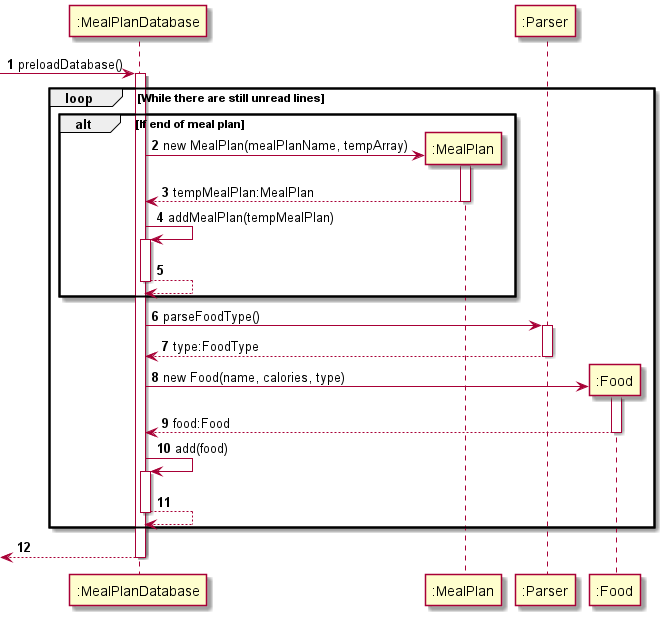 :MealPlanDatabase
:Parser
1 preloadDatabase()
loop
[While there are still unread lines]
alt
[If end of meal plan]
2 new MealPlan(mealPlanName, tempArray)
:MealPlan
3 tempMealPlan:MealPlan
4 addMealPlan(tempMealPlan)
5
6 parseFoodType()
7 type:FoodType
8 new Food(name, calories, type)
:Food
9 food:Food
10 add(food)
11
12
:MealPlanDatabase
:MealPlan
:Parser
:Food